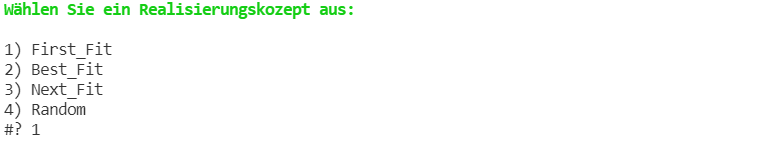 Wählen Sie ein Realisierungskozept aus:
1) First_Fit
2) Best_Fit
3) Next_Fit
4) Random
#? 1